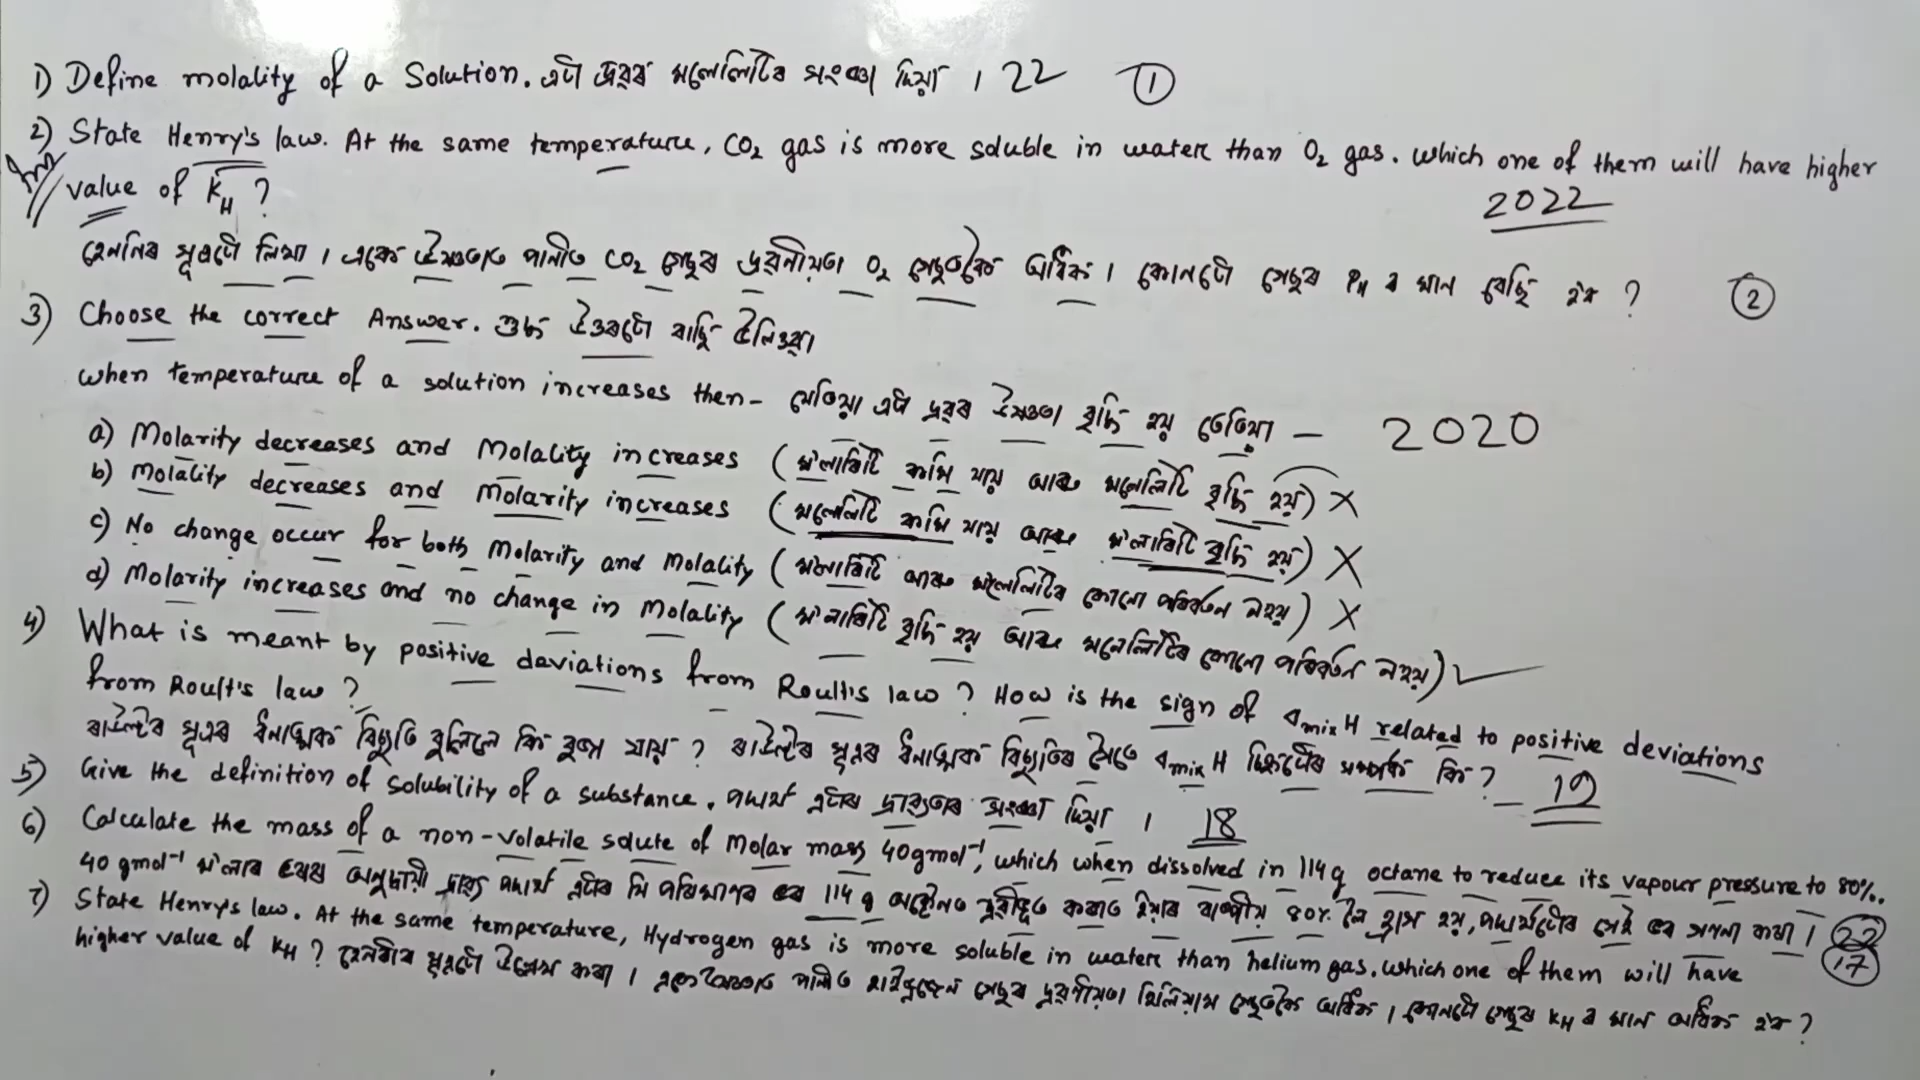 1) Define molality of a Solution. এটা দ্ৰৱৰ মলেলিটিৰ সংজ্ঞা দিয়া । 22 ①
2) State Henry's law. At the same temperature, CO2 gas is more soluble in water than O2 gas. Which one of them will have higher
Imp value of KH ? 2022
হেনৰিৰ সূত্ৰটো লিখা । একে উষ্ণতাত পানীত CO2 গেছৰ দ্ৰৱনীয়তা O2 গেছতকৈ অধিক । কোনটো গেছৰ PH ৰ মান বেছি হ'ব ? ②
3) Choose the correct Answer. শুদ্ধ উত্তৰটো বাছি উলিওৱা
When temperature of a solution increases then- যেতিয়া এটা দ্ৰৱৰ উষ্ণতা বৃদ্ধি হয় তেতিয়া - 2020
a) Molarity decreases and Molality increases (ম'লাৰিটি কমি যায় আৰু মলেলিটি বৃদ্ধি হয়) X
b) Molality decreases and Molarity increases (মলেলিটি কমি যায় আৰু ম'লাৰিটি বৃদ্ধি হয়) X
c) No change occur for both Molarity and Molality (ম'লাৰিটি আৰু মলেলিটিৰ কোনো পৰিৱৰ্তন নহয়) X
d) Molarity increases and no change in Molality (ম'লাৰিটি বৃদ্ধি হয় আৰু মলেলিটিৰ কোনো পৰিৱৰ্তন নহয়) ✓
4) What is meant by positive deviations from Roult's law ? How is the sign of ΔmixH related to positive deviations
from Roult's law ?
ৰাউল্টৰ সূত্ৰৰ ধনাত্মক বিচ্যুতি বুলিলে কি বুজা যায় ? ৰাউল্টৰ সূত্ৰৰ ধনাত্মক বিচ্যুতিৰ সৈতে ΔmixH চিহ্নটোৰ সম্পৰ্ক কি ? - 19
5) Give the definition of solubility of a substance. পদাৰ্থ এটাৰ দ্ৰাব্যতাৰ সংজ্ঞা দিয়া । 18
6) Calculate the mass of a non-volatile solute of Molar mass 40gmol-1, which when dissolved in 114g octane to reduce its vapour pressure to 80%.
40 gmol-1 ম'লাৰ ভৰৰ অনুদ্বায়ী দ্ৰাব্য পদাৰ্থ এটাৰ যি পৰিমাণৰ ভৰ 114 g অক্টেনত দ্ৰৱীভূত কৰাত ইয়াৰ বাষ্পীয় 80% লৈ হ্ৰাস হয়, পদাৰ্থটোৰ সেই ভৰ গণনা কৰা । 22
7) State Henry's law. At the same temperature, Hydrogen gas is more soluble in water than helium gas. Which one of them will have 17
higher value of KH ? হেনৰীৰ সূত্ৰটো উল্লেখ কৰা । একে উষ্ণতাত পানীত হাইড্ৰজেন গেছৰ দ্ৰৱণীয়তা হিলিয়াম গেছতকৈ অধিক । কোনটো গেছৰ KH ৰ মান অধিক হ'ব ?